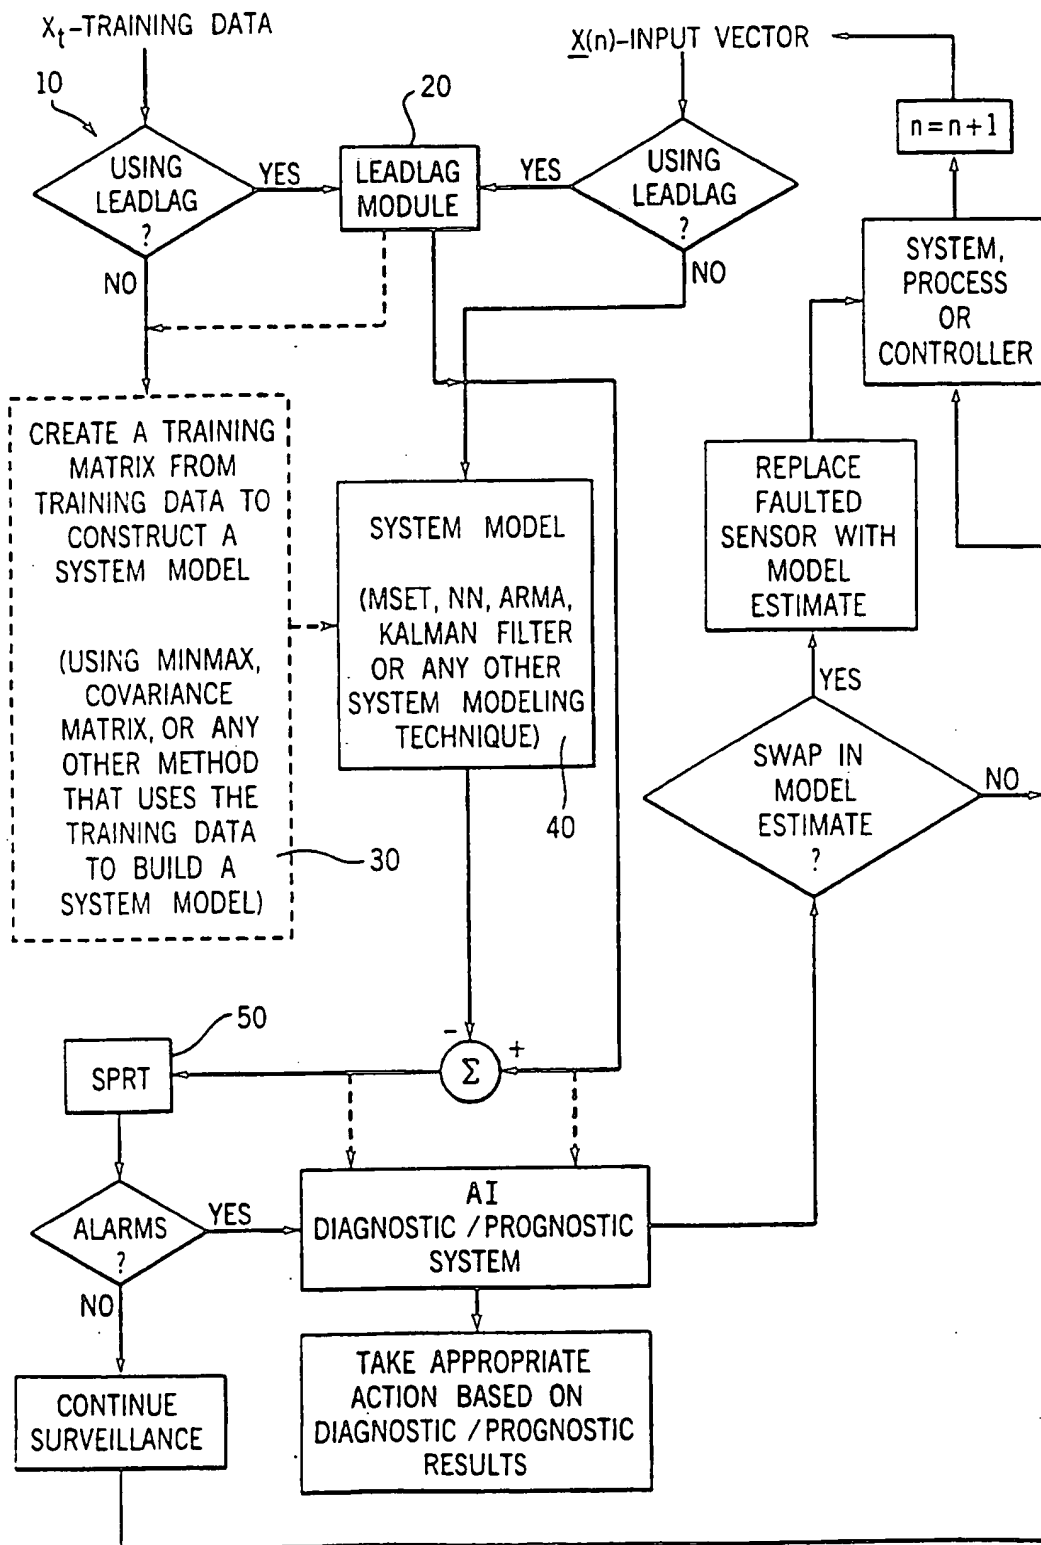 Xt-TRAINING DATA
X(n)-INPUT VECTOR
10
20
n=n+1
USING
LEADLAG
?
YES
LEADLAG
MODULE
YES
USING
LEADLAG
?
NO
NO
SYSTEM,
PROCESS
OR
CONTROLLER
CREATE A TRAINING
MATRIX FROM
TRAINING DATA TO
CONSTRUCT A
SYSTEM MODEL
(USING MINMAX,
COVARIANCE
MATRIX, OR ANY
OTHER METHOD
THAT USES THE
TRAINING DATA
TO BUILD A
SYSTEM MODEL)
30
SYSTEM MODEL
(MSET, NN, ARMA,
KALMAN FILTER
OR ANY OTHER
SYSTEM MODELING
TECHNIQUE)
40
REPLACE
FAULTED
SENSOR WITH
MODEL
ESTIMATE
YES
SWAP IN
MODEL
ESTIMATE
?
NO
50
SPRT
-
+
Σ
ALARMS
?
YES
NO
AI
DIAGNOSTIC / PROGNOSTIC
SYSTEM
CONTINUE
SURVEILLANCE
TAKE APPROPRIATE
ACTION BASED ON
DIAGNOSTIC / PROGNOSTIC
RESULTS